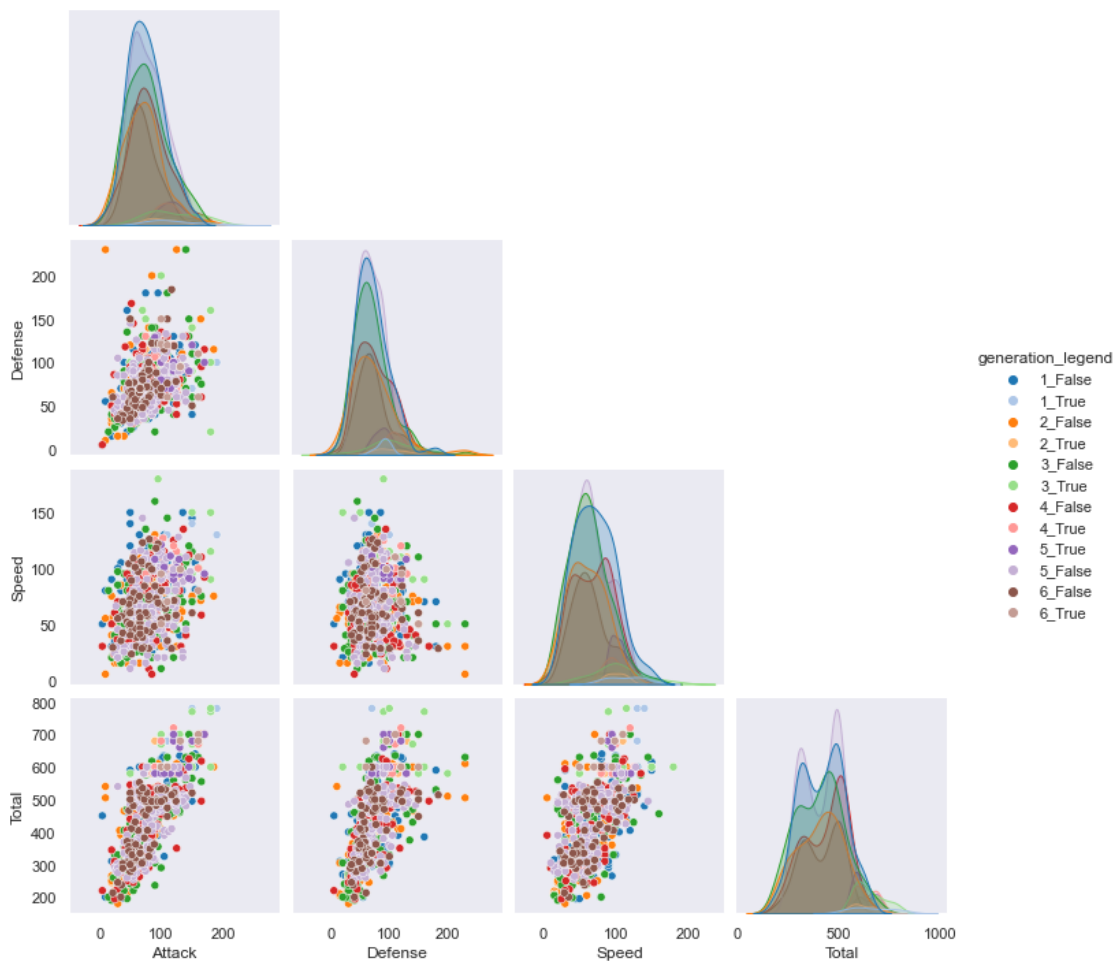 200
150
100
50
0
Defense
150
100
50
0
Speed
800
700
600
500
400
300
200
Total
0 100 200
Attack
0 100 200
Defense
0 100 200
Speed
0 500 1000
Total
generation_legend
1_False
1_True
2_False
2_True
3_False
3_True
4_False
4_True
5_True
5_False
6_False
6_True